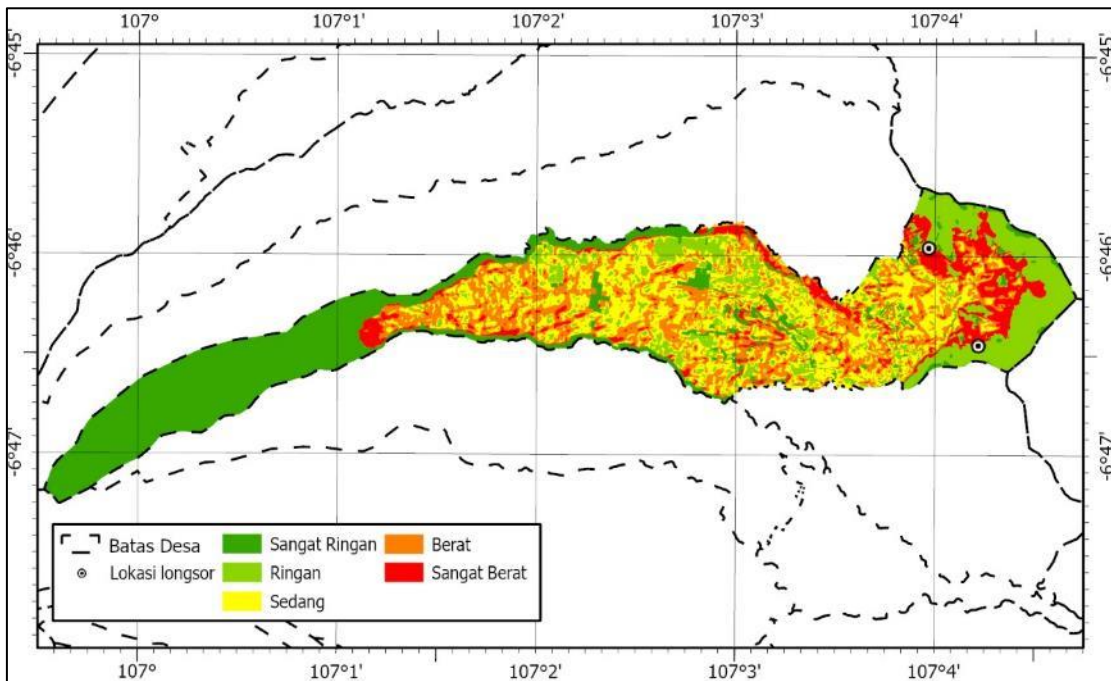 107° 107°1' 107°2' 107°3' 107°4'
-6°45' -6°45'
-6°46' -6°46'
-6°47' -6°47'
Batas Desa Sangat Ringan Berat
Lokasi longsor Ringan Sangat Berat
Sedang
107° 107°1' 107°2' 107°3' 107°4'